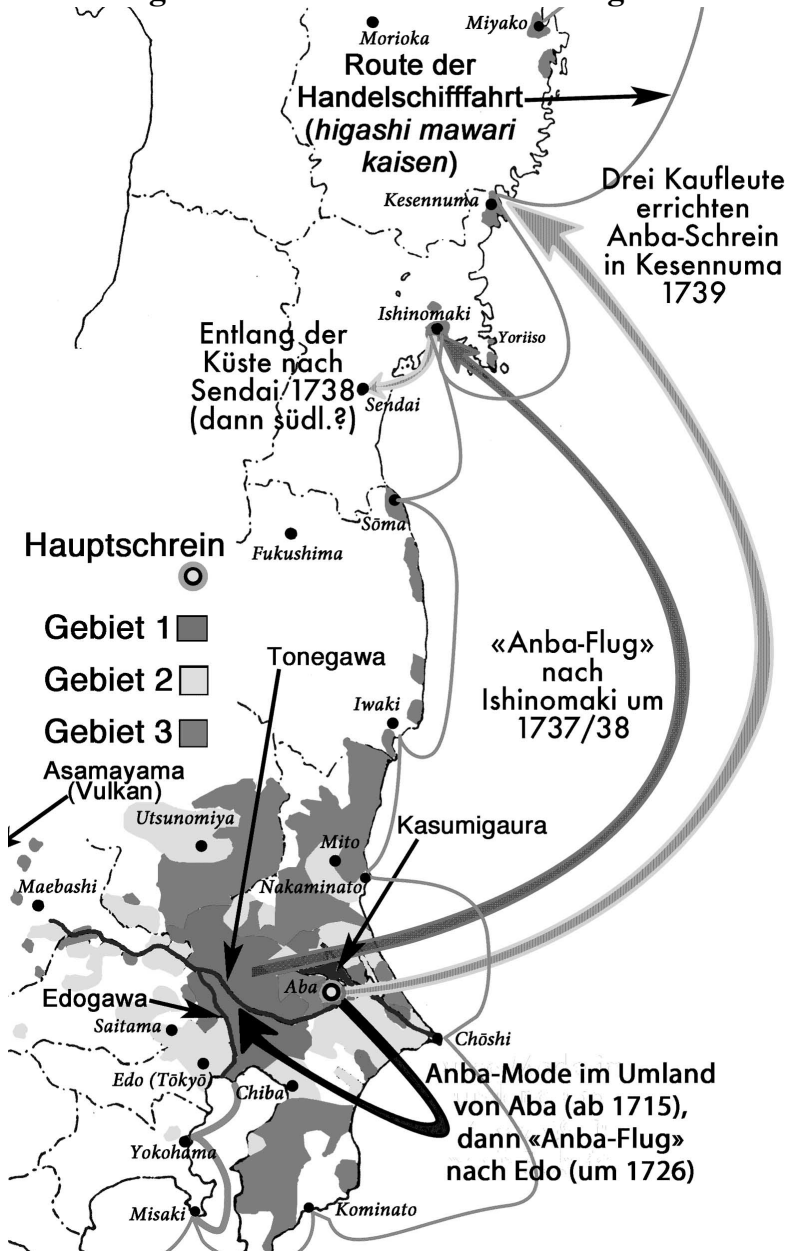 Miyako
Morioka
Route der
Handelschifffahrt
(higashi mawari
kaisen)
Kesennuma
Drei Kaufleute
errichten
Anba-Schrein
in Kesennuma
1739
Ishinomaki
Yoriiso
Entlang der
Küste nach
Sendai 1738
(dann südl.?)
Sendai
Sōma
Fukushima
Hauptschrein
Gebiet 1
Gebiet 2
Gebiet 3
Tonegawa
«Anba-Flug»
nach
Ishinomaki um
1737/38
Iwaki
Asamayama
(Vulkan)
Utsunomiya
Mito
Kasumigaura
Maebashi
Nakaminato
Aba
Edogawa
Saitama
Chōshi
Edo (Tōkyō)
Chiba
Anba-Mode im Umland
von Aba (ab 1715),
dann «Anba-Flug»
nach Edo (um 1726)
Yokohama
Misaki
Kominato